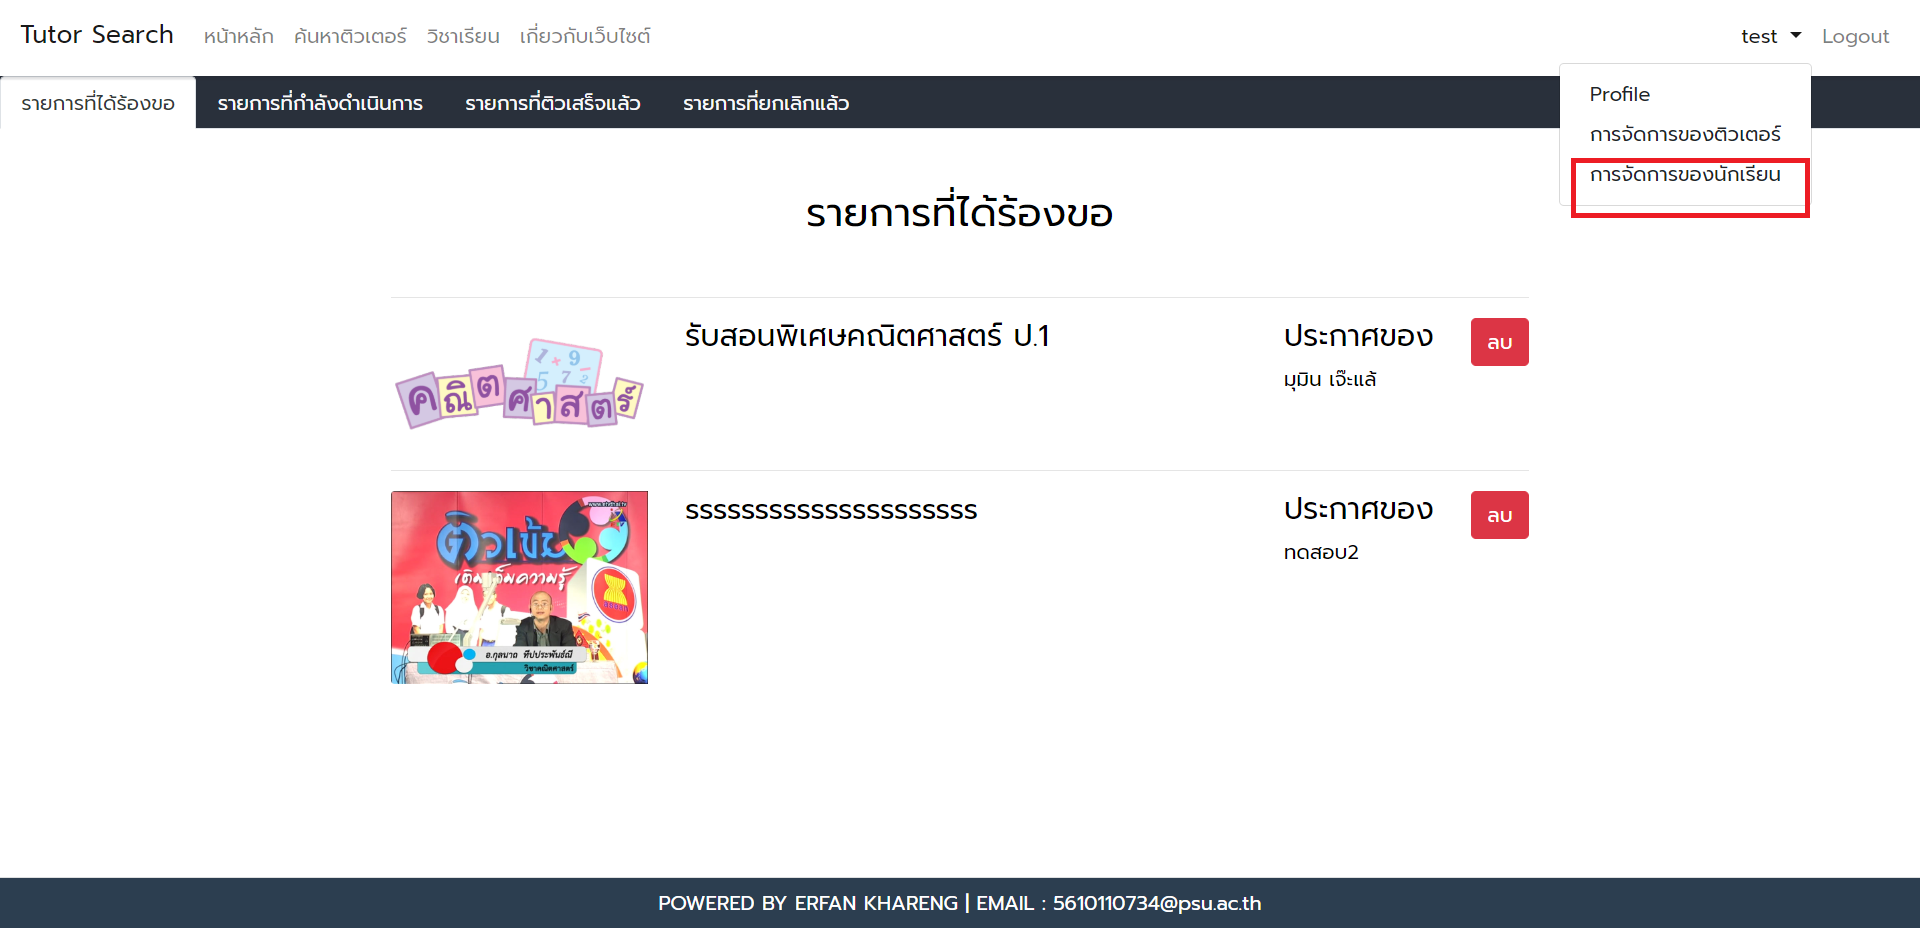 Tutor Search หน้าหลัก ค้นหาติวเตอร์ วิชาเรียน เกี่ยวกับเว็บไซต์ test Logout
Profile
การจัดการของติวเตอร์
การจัดการของนักเรียน
รายการที่ได้ร้องขอ รายการที่กำลังดำเนินการ รายการที่ติวเสร็จแล้ว รายการที่ยกเลิกแล้ว
รายการที่ได้ร้องขอ
คณิตศาสตร์
รับสอนพิเศษคณิตศาสตร์ ป.1
ประกาศของ
มุมิน เจ๊ะแล้
ลบ
ติวเข้ม
เติมเต็มความรู้
อ.กุลนาถ ทีปประพันธ์ณี
วิชาคณิตศาสตร์
sssssssssssssssssssss
ประกาศของ
ทดสอบ2
ลบ
POWERED BY ERFAN KHARENG | EMAIL : 5610110734@psu.ac.th